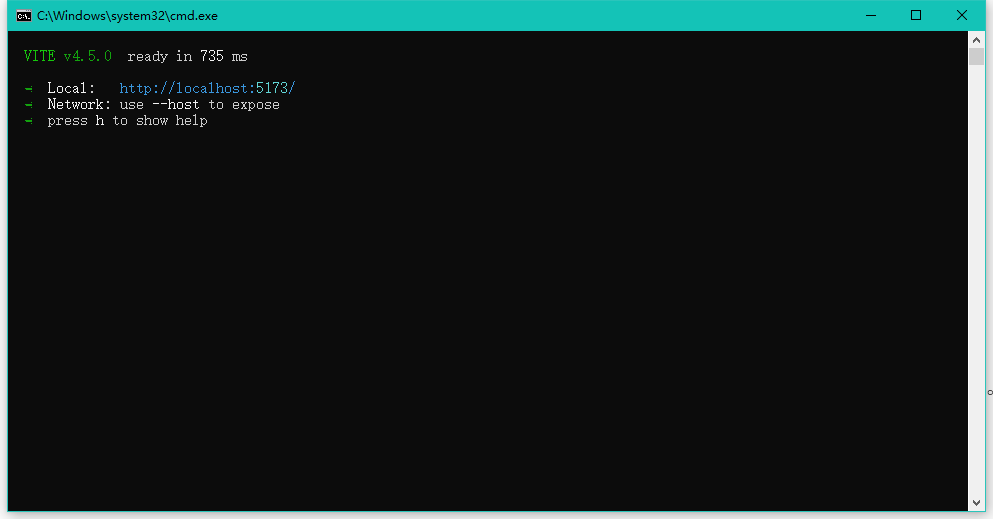 C:\Windows\system32\cmd.exe
VITE v4.5.0 ready in 735 ms
➜ Local: http://localhost:5173/
➜ Network: use --host to expose
➜ press h to show help